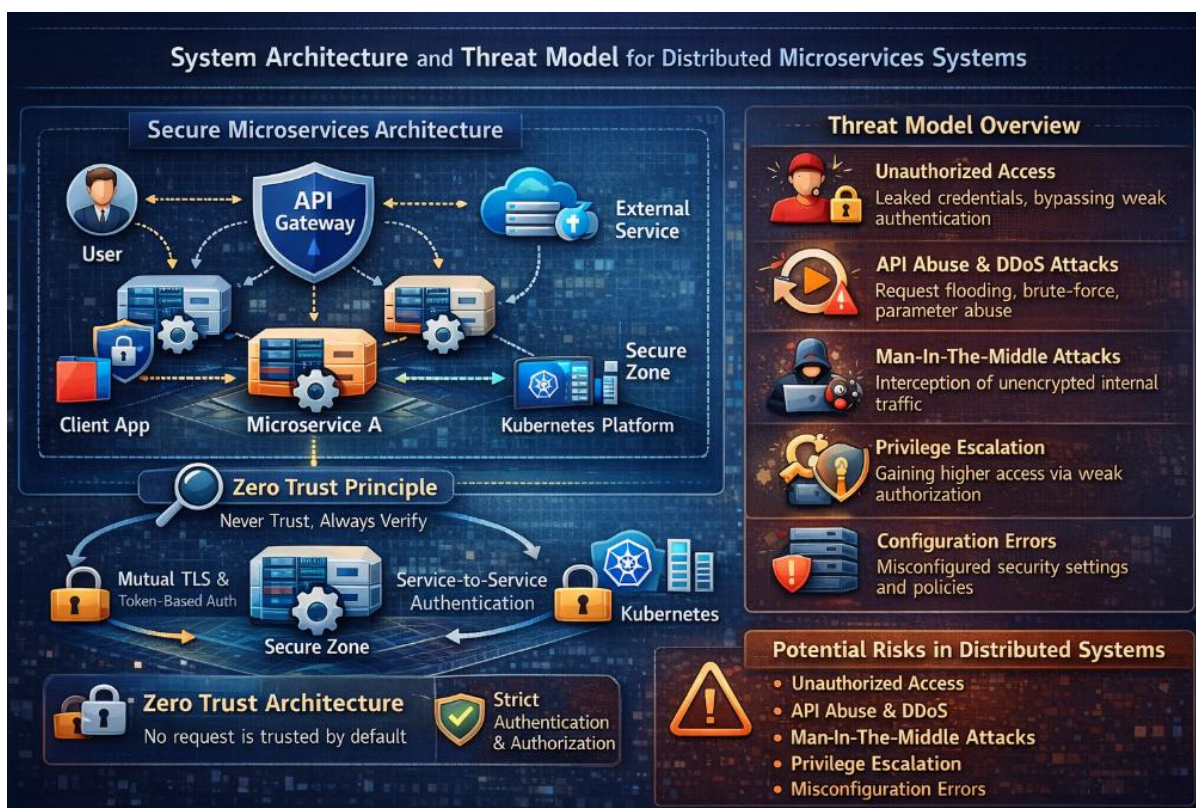 System Architecture and Threat Model for Distributed Microservices Systems
Secure Microservices Architecture
User
API
Gateway
External
Service
Client App
Microservice A
Secure
Zone
Kubernetes Platform
Zero Trust Principle
Never Trust, Always Verify
Mutual TLS &
Token-Based Auth
Service-to-Service
Authentication
Secure Zone
Kubernetes
Zero Trust Architecture
No request is trusted by default
Strict
Authentication
& Authorization
Threat Model Overview
Unauthorized Access
Leaked credentials, bypassing weak
authentication
API Abuse & DDoS Attacks
Request flooding, brute-force,
parameter abuse
Man-In-The-Middle Attacks
Interception of unencrypted internal
traffic
Privilege Escalation
Gaining higher access via weak
authorization
Configuration Errors
Misconfigured security settings
and policies
Potential Risks in Distributed Systems
• Unauthorized Access
• API Abuse & DDoS
• Man-In-The-Middle Attacks
• Privilege Escalation
• Misconfiguration Errors